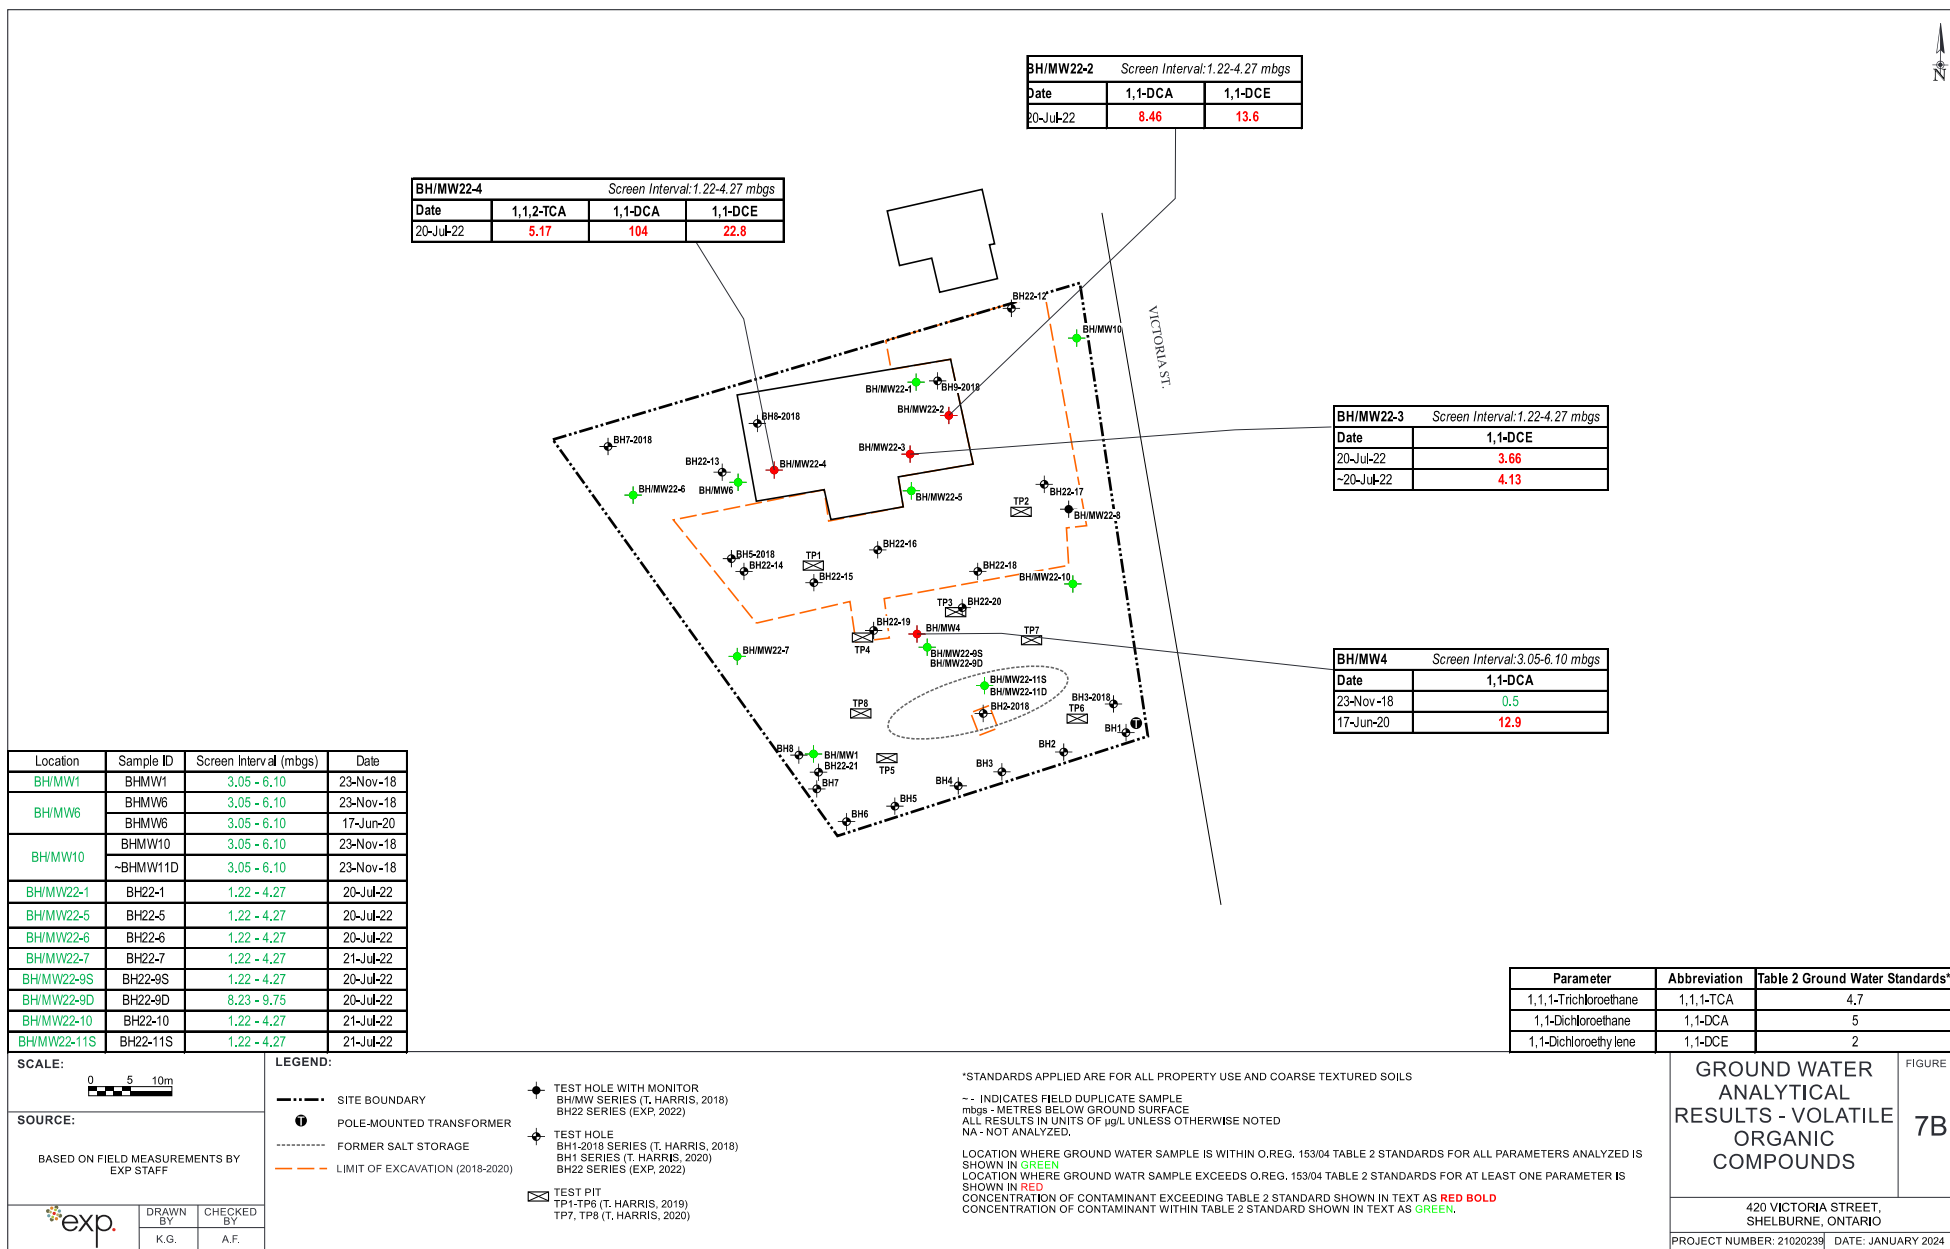 N
BH/MW22-2 Screen Interval:1.22-4.27 mbgs
Date 1,1-DCA 1,1-DCE
20-Jul-22 8.46 13.6
BH/MW22-4 Screen Interval:1.22-4.27 mbgs
Date 1,1,2-TCA 1,1-DCA 1,1-DCE
20-Jul-22 5.17 104 22.8
BH22-12
BH/MW10
VICTORIA ST.
BH/MW22-1
BH9-2018
BH/MW22-2
BH8-2018
BH/MW22-3
BH7-2018
BH22-13
BH/MW22-4
BH/MW6
BH/MW22-6
BH/MW22-5
BH22-17
TP2
BH/MW22-8
BH/MW22-3 Screen Interval:1.22-4.27 mbgs
Date 1,1-DCE
20-Jul-22 3.66
~20-Jul-22 4.13
BH22-16
BH5-2018
BH22-14
TP1
BH22-15
BH22-18
BH/MW22-10
TP3
BH22-20
BH22-19
TP4
BH/MW4
TP7
BH/MW22-9S
BH/MW22-9D
BH/MW22-7
BH/MW4 Screen Interval:3.05-6.10 mbgs
Date 1,1-DCA
23-Nov-18 0.5
17-Jun-20 12.9
BH/MW22-11S
BH/MW22-11D
BH2-2018
BH3-2018
TP6
TP8
T
BH1
BH2
BH8
BH/MW1
BH22-21
BH7
TP5
BH3
BH4
BH5
BH6
Location Sample ID Screen Interval (mbgs) Date
BH/MW1 BHMW1 3.05 - 6.10 23-Nov-18
BH/MW6 BHMW6 3.05 - 6.10 23-Nov-18
BHMW6 3.05 - 6.10 17-Jun-20
BH/MW10 BHMW10 3.05 - 6.10 23-Nov-18
~BHMW11D 3.05 - 6.10 23-Nov-18
BH/MW22-1 BH22-1 1.22 - 4.27 20-Jul-22
BH/MW22-5 BH22-5 1.22 - 4.27 20-Jul-22
BH/MW22-6 BH22-6 1.22 - 4.27 20-Jul-22
BH/MW22-7 BH22-7 1.22 - 4.27 21-Jul-22
BH/MW22-9S BH22-9S 1.22 - 4.27 20-Jul-22
BH/MW22-9D BH22-9D 8.23 - 9.75 20-Jul-22
BH/MW22-10 BH22-10 1.22 - 4.27 21-Jul-22
BH/MW22-11S BH22-11S 1.22 - 4.27 21-Jul-22
Parameter Abbreviation Table 2 Ground Water Standards*
1,1,1-Trichloroethane 1,1,1-TCA 4.7
1,1-Dichloroethane 1,1-DCA 5
1,1-Dichloroethylene 1,1-DCE 2
SCALE:
0 5 10m
SOURCE:
BASED ON FIELD MEASUREMENTS BY
EXP STAFF
exp.
DRAWN BY
K.G.
CHECKED BY
A.F.
LEGEND:
SITE BOUNDARY
T POLE-MOUNTED TRANSFORMER
FORMER SALT STORAGE
LIMIT OF EXCAVATION (2018-2020)
TEST HOLE WITH MONITOR
BH/MW SERIES (T. HARRIS, 2018)
BH22 SERIES (EXP, 2022)
TEST HOLE
BH1-2018 SERIES (T. HARRIS, 2018)
BH1 SERIES (T. HARRIS, 2020)
BH22 SERIES (EXP, 2022)
TEST PIT
TP1-TP6 (T. HARRIS, 2019)
TP7, TP8 (T. HARRIS, 2020)
*STANDARDS APPLIED ARE FOR ALL PROPERTY USE AND COARSE TEXTURED SOILS
~ - INDICATES FIELD DUPLICATE SAMPLE
mbgs - METRES BELOW GROUND SURFACE
ALL RESULTS IN UNITS OF µg/L UNLESS OTHERWISE NOTED
NA - NOT ANALYZED.
LOCATION WHERE GROUND WATER SAMPLE IS WITHIN O.REG. 153/04 TABLE 2 STANDARDS FOR ALL PARAMETERS ANALYZED IS
SHOWN IN GREEN
LOCATION WHERE GROUND WATR SAMPLE EXCEEDS O.REG. 153/04 TABLE 2 STANDARDS FOR AT LEAST ONE PARAMETER IS
SHOWN IN RED
CONCENTRATION OF CONTAMINANT EXCEEDING TABLE 2 STANDARD SHOWN IN TEXT AS RED BOLD
CONCENTRATION OF CONTAMINANT WITHIN TABLE 2 STANDARD SHOWN IN TEXT AS GREEN.
GROUND WATER
ANALYTICAL
RESULTS - VOLATILE
ORGANIC
COMPOUNDS
FIGURE
7B
420 VICTORIA STREET,
SHELBURNE, ONTARIO
PROJECT NUMBER: 21020239 DATE: JANUARY 2024